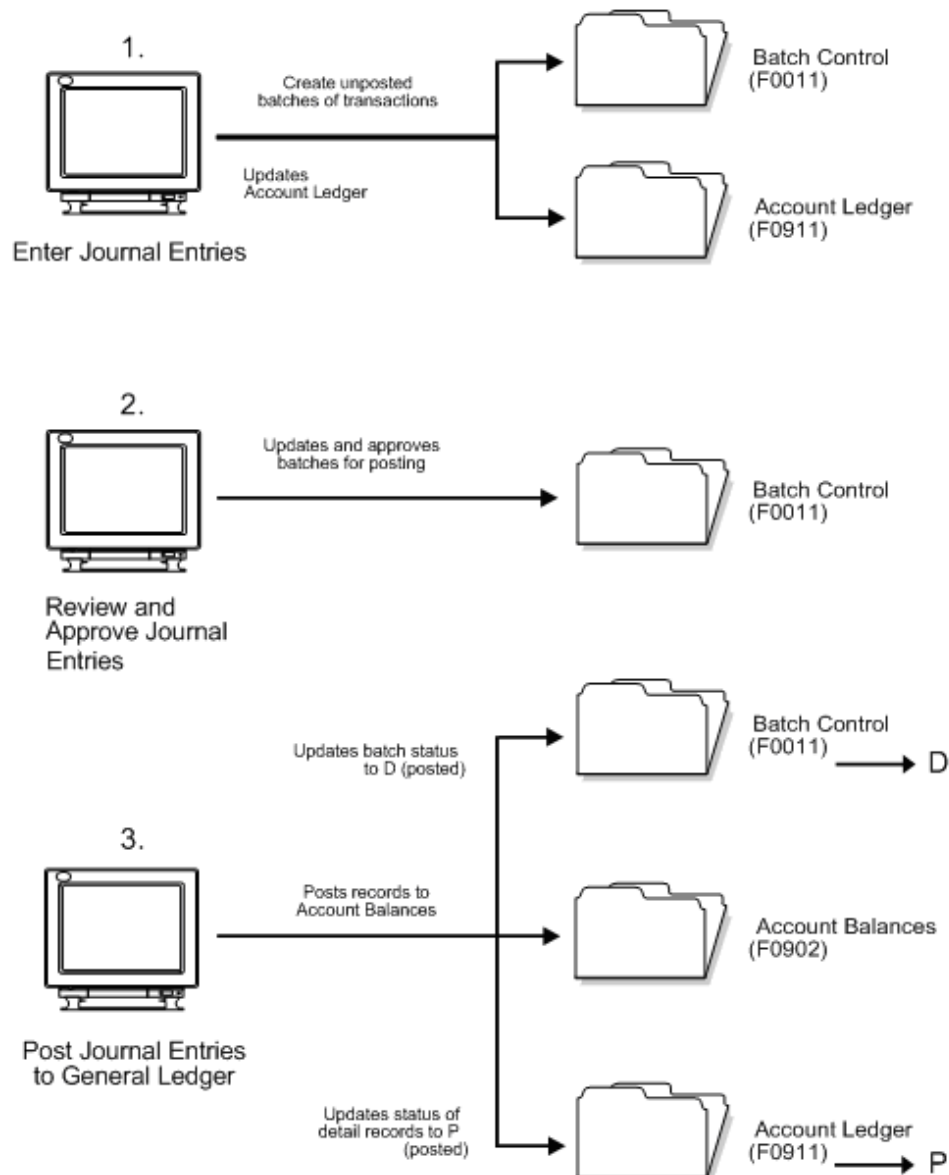 1.
Create unposted
batches of transactions
Updates
Account Ledger
Enter Journal Entries
Batch Control
(F0011)
Account Ledger
(F0911)
2.
Updates and approves
batches for posting
Review and
Approve Journal
Entries
Batch Control
(F0011)
3.
Updates batch status
to D (posted)
Posts records to
Account Balances
Updates status of
detail records to P
(posted)
Post Journal Entries
to General Ledger
Batch Control
(F0011)
D
Account Balances
(F0902)
Account Ledger
(F0911)
P